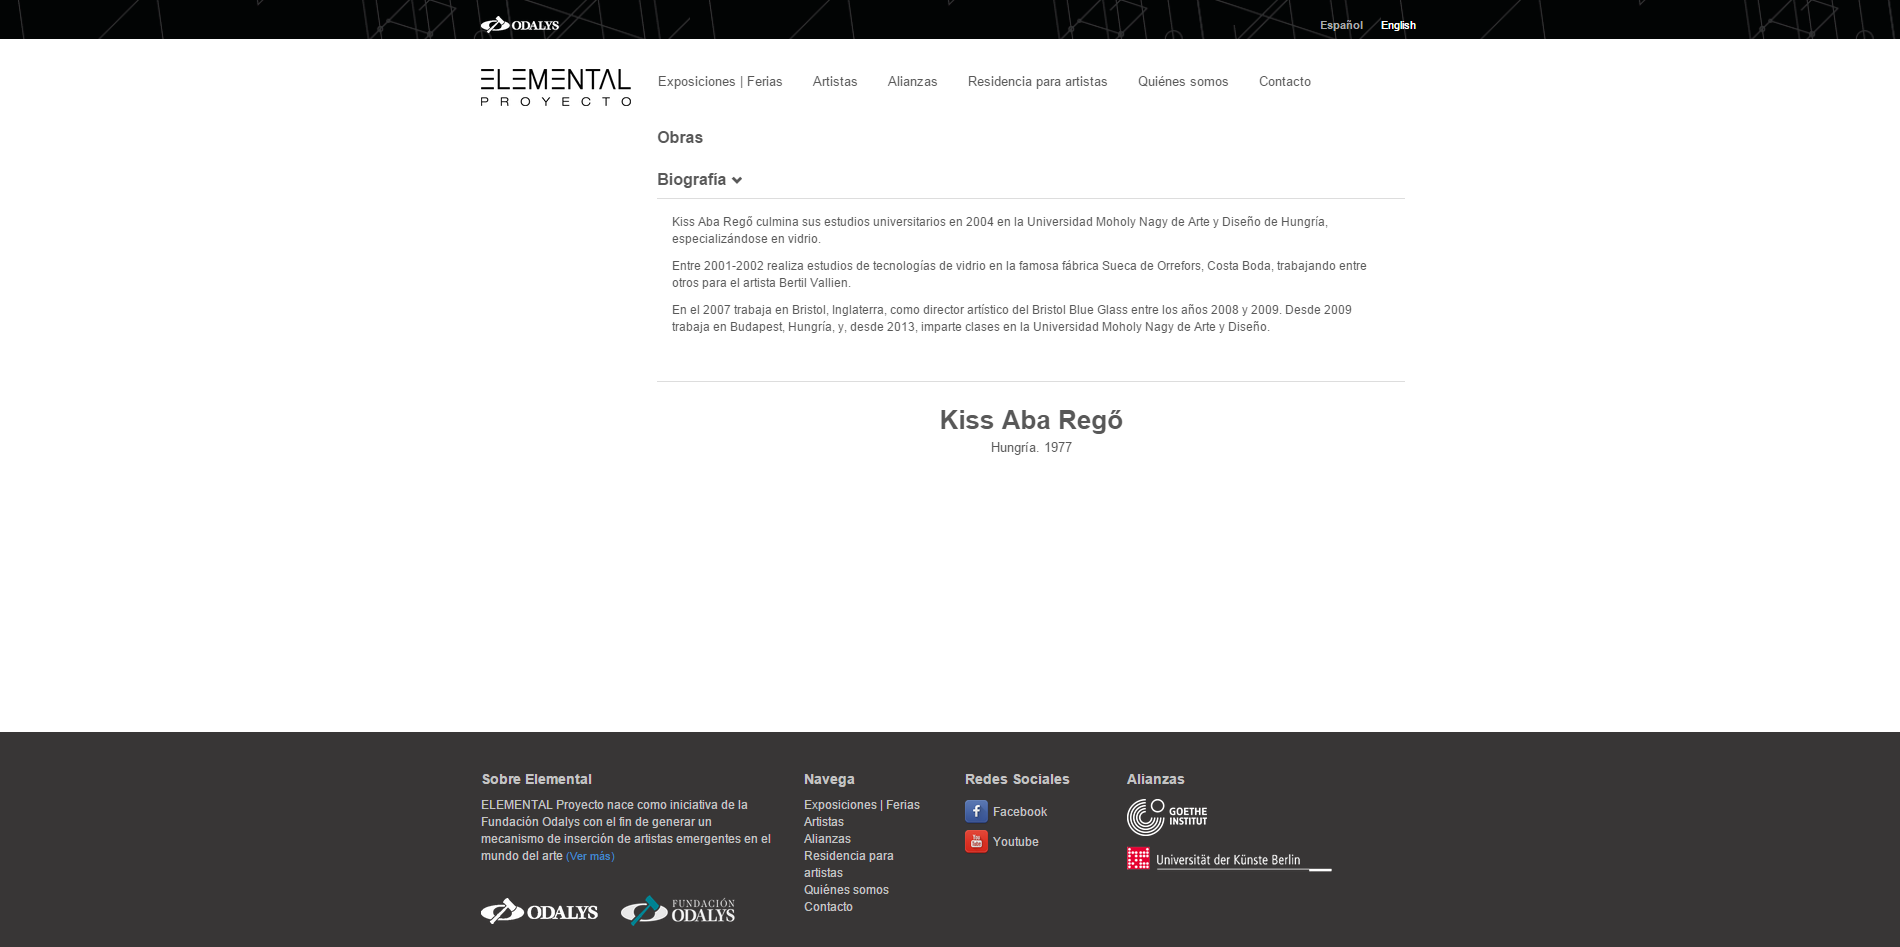 ODALYS
Español English
ELEMENTAL
PROYECTO
Exposiciones | Ferias Artistas Alianzas Residencia para artistas Quiénes somos Contacto
Obras
Biografía
Kiss Aba Regő culmina sus estudios universitarios en 2004 en la Universidad Moholy Nagy de Arte y Diseño de Hungría,
especializándose en vidrio.
Entre 2001-2002 realiza estudios de tecnologías de vidrio en la famosa fábrica Sueca de Orrefors, Costa Boda, trabajando entre
otros para el artista Bertil Vallien.
En el 2007 trabaja en Bristol, Inglaterra, como director artístico del Bristol Blue Glass entre los años 2008 y 2009. Desde 2009
trabaja en Budapest, Hungría, y, desde 2013, imparte clases en la Universidad Moholy Nagy de Arte y Diseño.
Kiss Aba Regő
Hungría. 1977
Sobre Elemental
ELEMENTAL Proyecto nace como iniciativa de la
Fundación Odalys con el fin de generar un
mecanismo de inserción de artistas emergentes en el
mundo del arte (Ver más)
ODALYS
FUNDACIÓN
ODALYS
Navega
Exposiciones | Ferias
Artistas
Alianzas
Residencia para
artistas
Quiénes somos
Contacto
Redes Sociales
Facebook
You
Tube
Youtube
Alianzas
GOETHE
INSTITUT
Universität der Künste Berlin